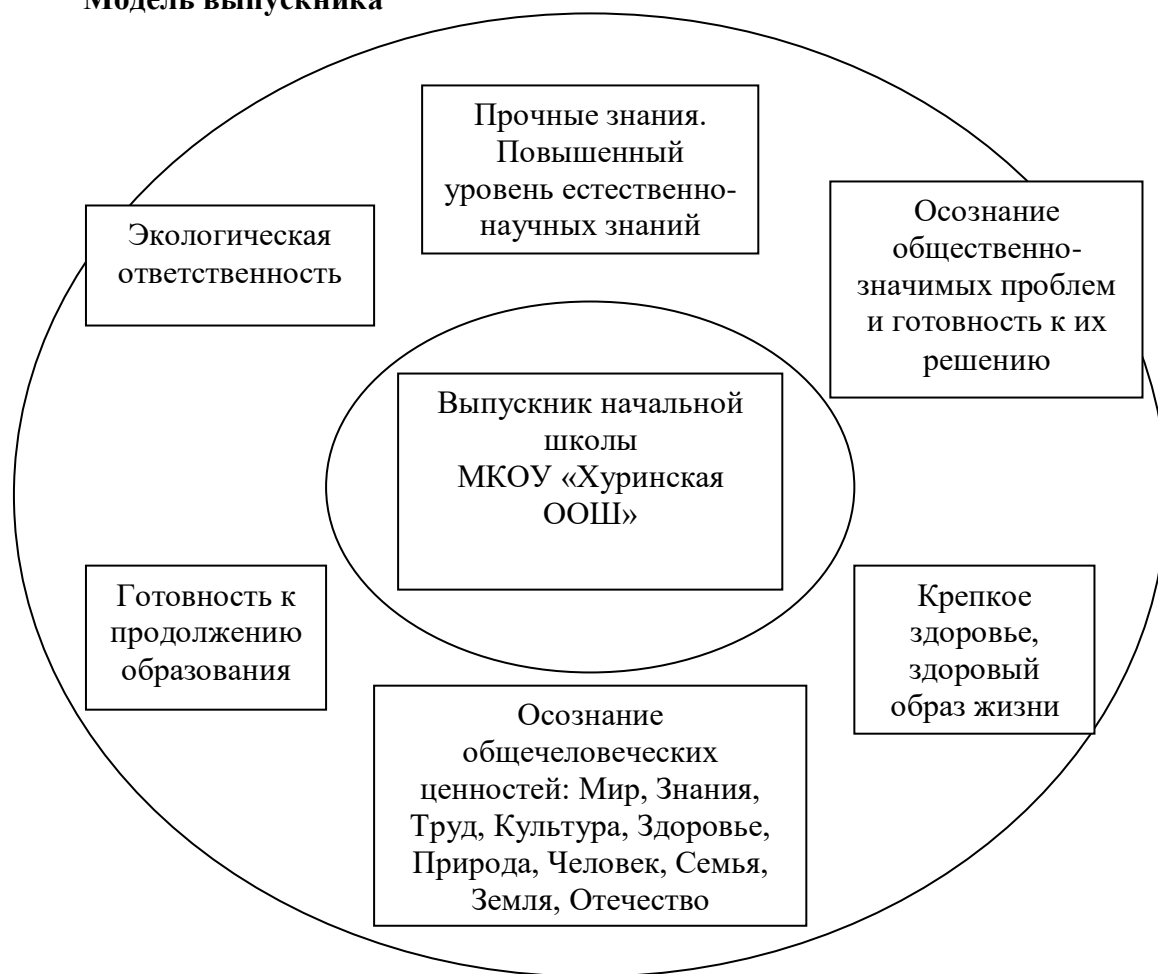 Модель выпускника
Прочные знания.
Повышенный
уровень естественно-
научных знаний
Экологическая
ответственность
Осознание
общественно-
значимых проблем
и готовность к их
решению
Выпускник начальной
школы
МКОУ «Хуринская
ООШ»
Готовность к
продолжению
образования
Крепкое
здоровье,
здоровый
образ жизни
Осознание
общечеловеческих
ценностей: Мир, Знания,
Труд, Культура, Здоровье,
Природа, Человек, Семья,
Земля, Отечество